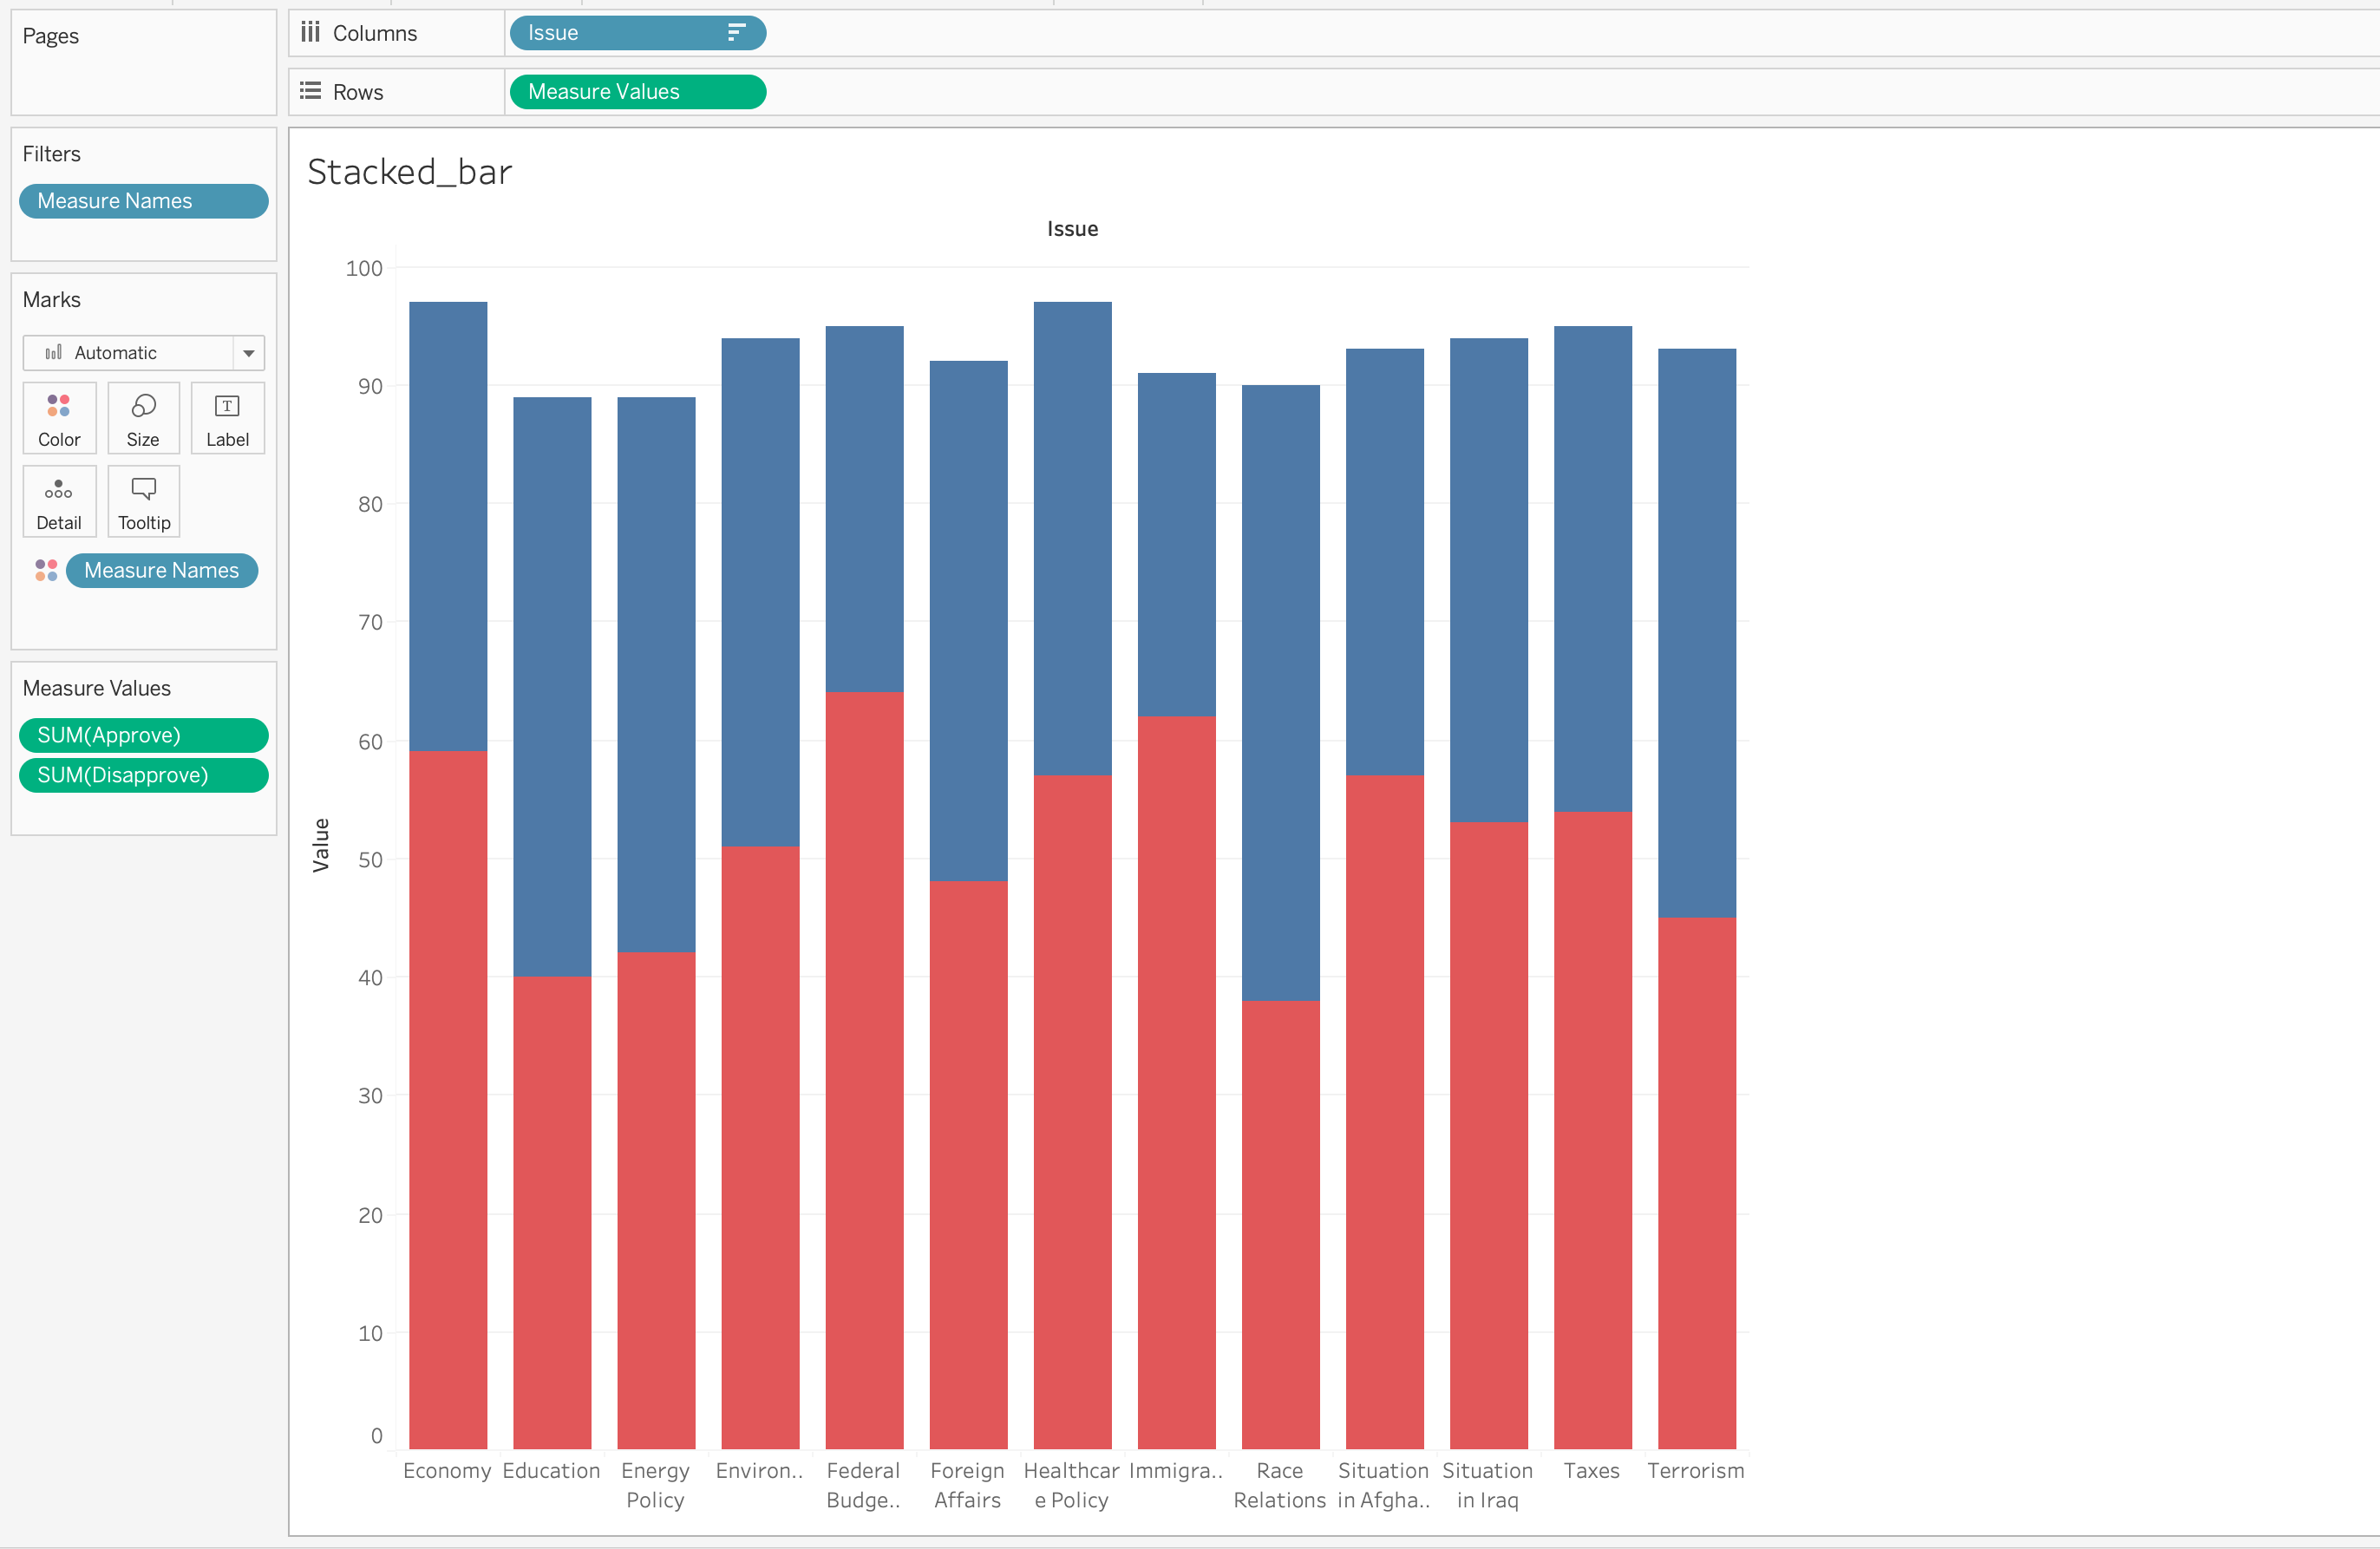 Pages
Columns
Issue
Rows
Measure Values
Filters
Measure Names
Marks
Automatic
Color
Size
T
Label
Detail
Tooltip
Measure Names
Measure Values
SUM(Approve)
SUM(Disapprove)
Stacked_bar
Issue
Value
100
90
80
70
60
50
40
30
20
10
0
Economy
Education
Energy
Policy
Environ..
Federal
Budge..
Foreign
Affairs
Healthcar
e Policy
Immigra..
Race
Relations
Situation
in Afgha..
Situation
in Iraq
Taxes
Terrorism